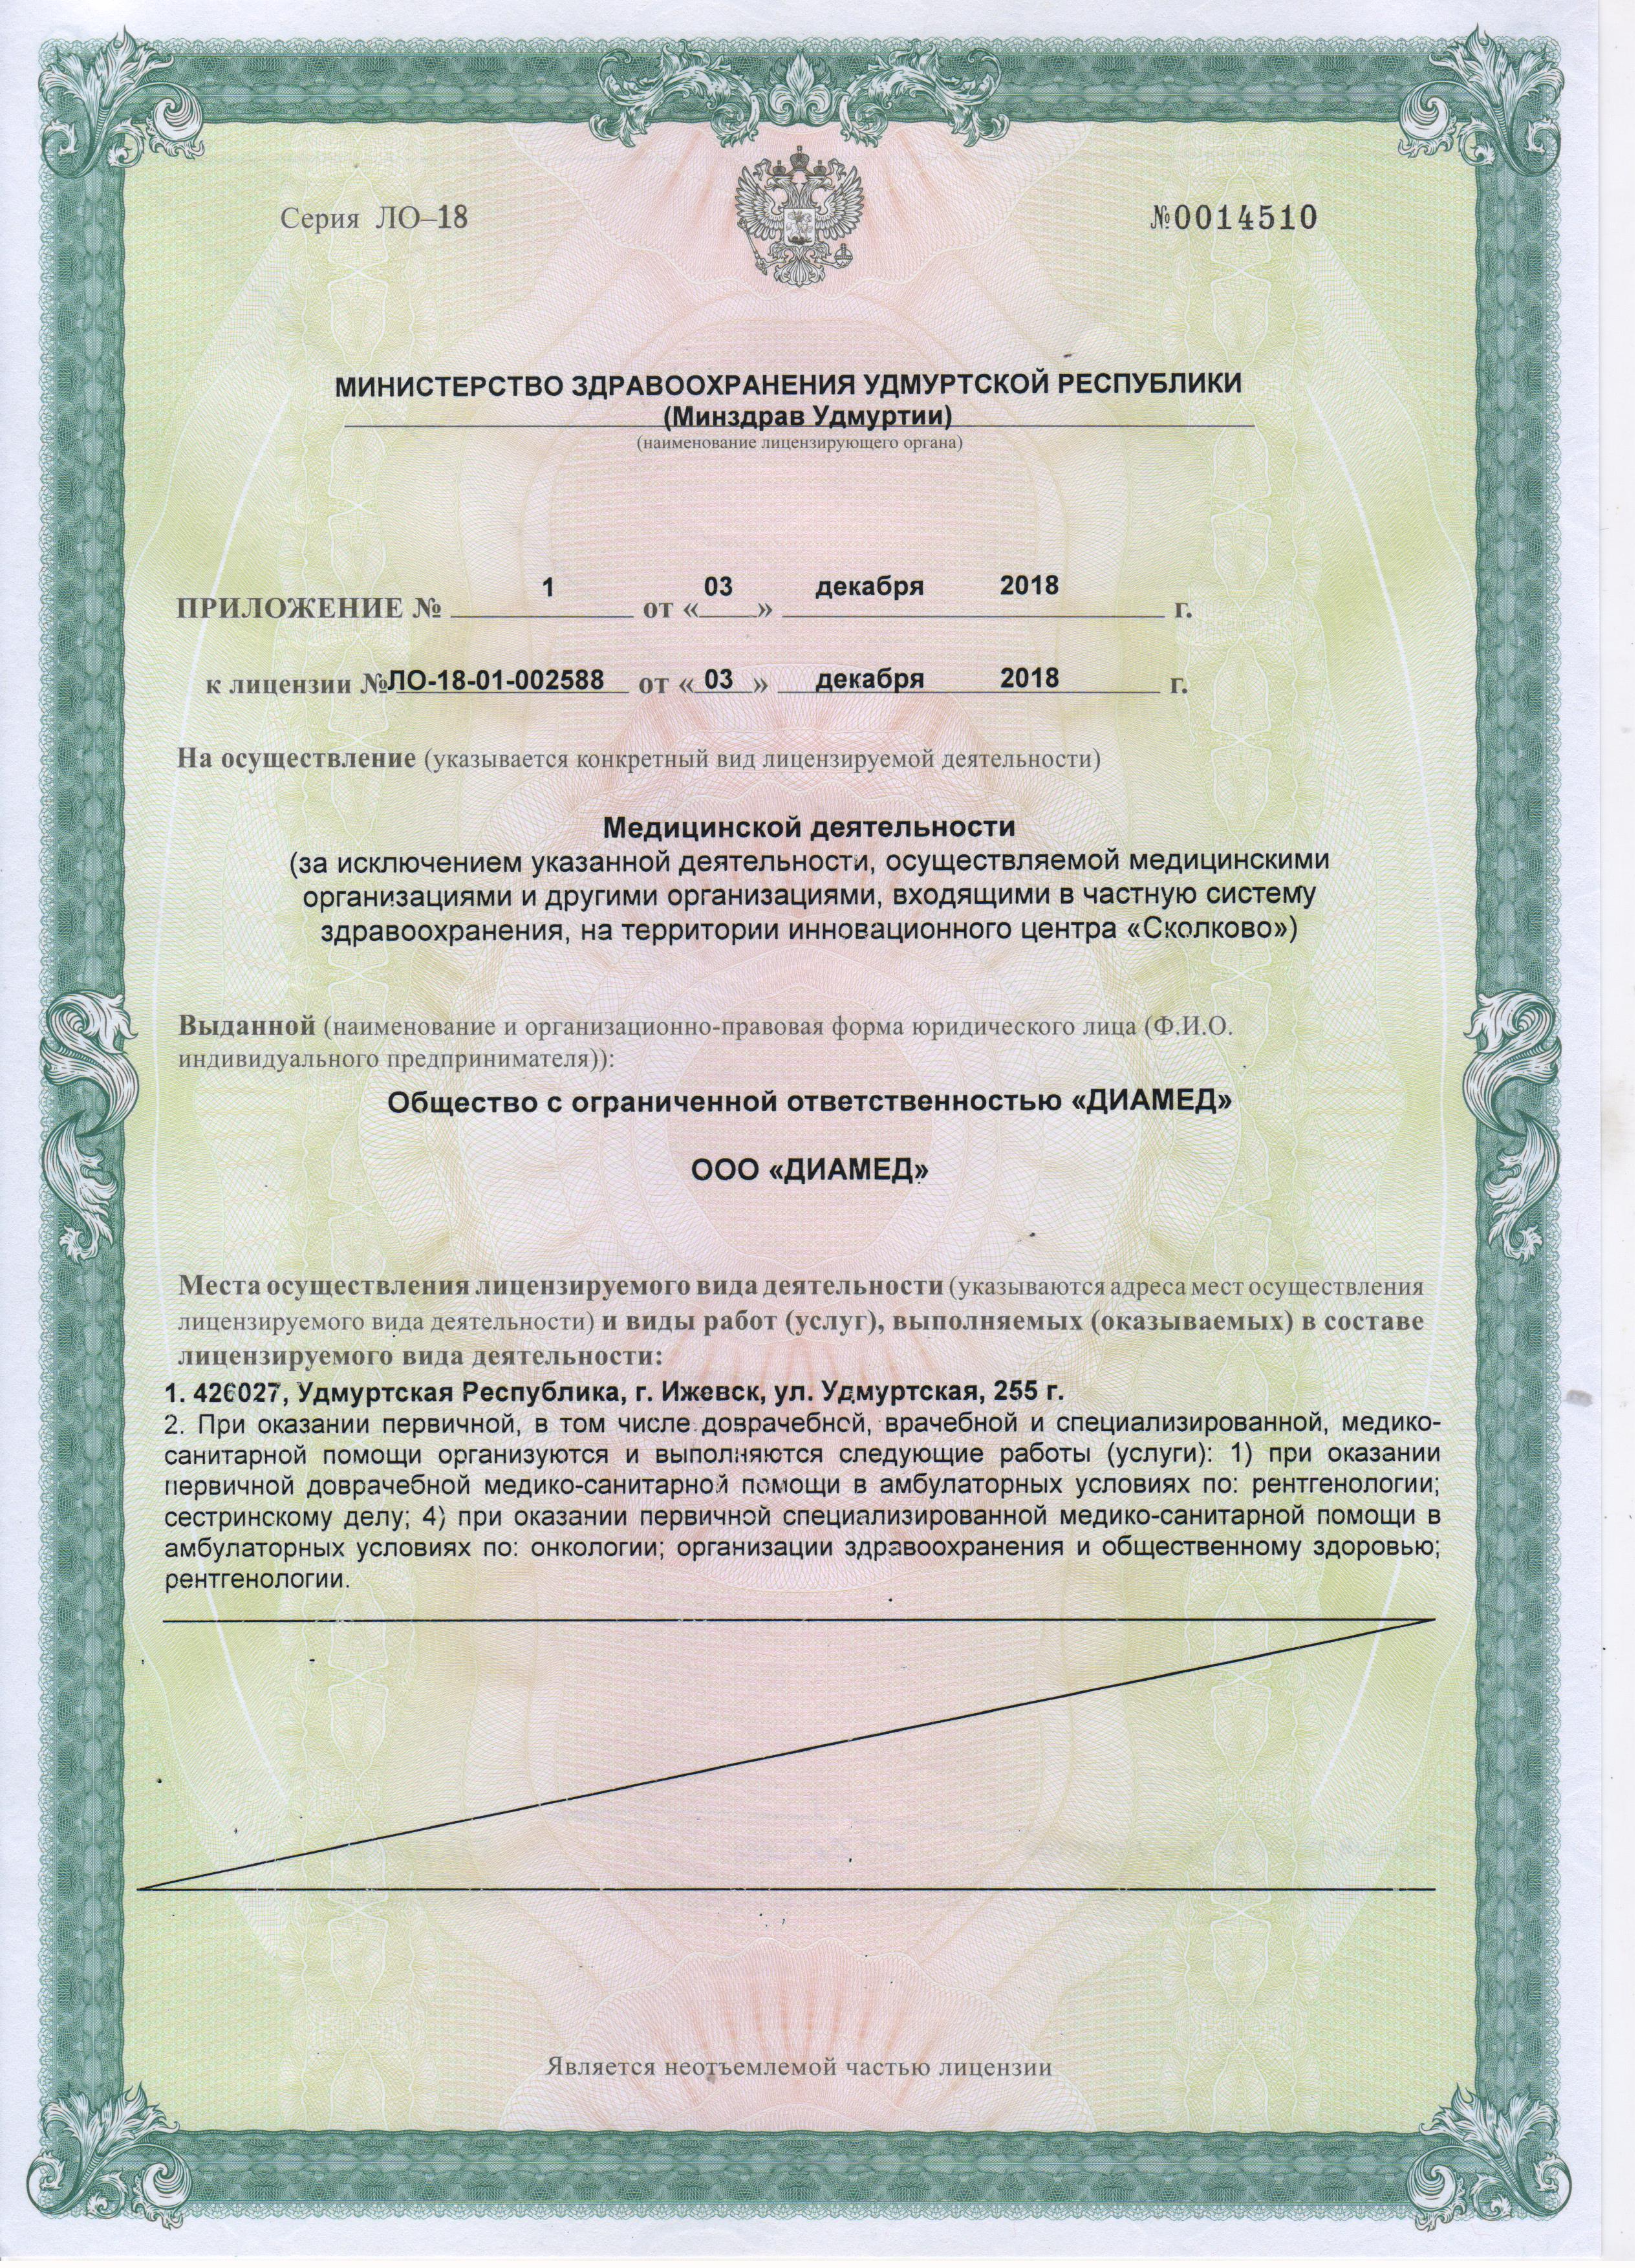 Серия ЛО–18
№0014510
МИНИСТЕРСТВО ЗДРАВООХРАНЕНИЯ УДМУРТСКОЙ РЕСПУБЛИКИ
(Минздрав Удмуртии)
(наименование лицензирующего органа)
ПРИЛОЖЕНИЕ № 1 от «03» декабря 2018 г.
к лицензии №ЛО-18-01-002588 от «03» декабря 2018 г.
На осуществление (указывается конкретный вид лицензируемой деятельности)
Медицинской деятельности
(за исключением указанной деятельности, осуществляемой медицинскими
организациями и другими организациями, входящими в частную систему
здравоохранения, на территории инновационного центра «Сколково»)
Выданной (наименование и организационно-правовая форма юридического лица (Ф.И.О.
индивидуального предпринимателя)):
Общество с ограниченной ответственностью «ДИАМЕД»
ООО «ДИАМЕД»
Места осуществления лицензируемого вида деятельности (указываются адреса мест осуществления
лицензируемого вида деятельности) и виды работ (услуг), выполняемых (оказываемых) в составе
лицензируемого вида деятельности:
1. 426027, Удмуртская Республика, г. Ижевск, ул. Удмуртская, 255 г.
2. При оказании первичной, в том числе доврачебной, врачебной и специализированной, медико-
санитарной помощи организуются и выполняются следующие работы (услуги): 1) при оказании
первичной доврачебной медико-санитарной помощи в амбулаторных условиях по: рентгенологии;
сестринскому делу; 4) при оказании первичной специализированной медико-санитарной помощи в
амбулаторных условиях по: онкологии; организации здравоохранения и общественному здоровью;
рентгенологии.
Является неотъемлемой частью лицензии